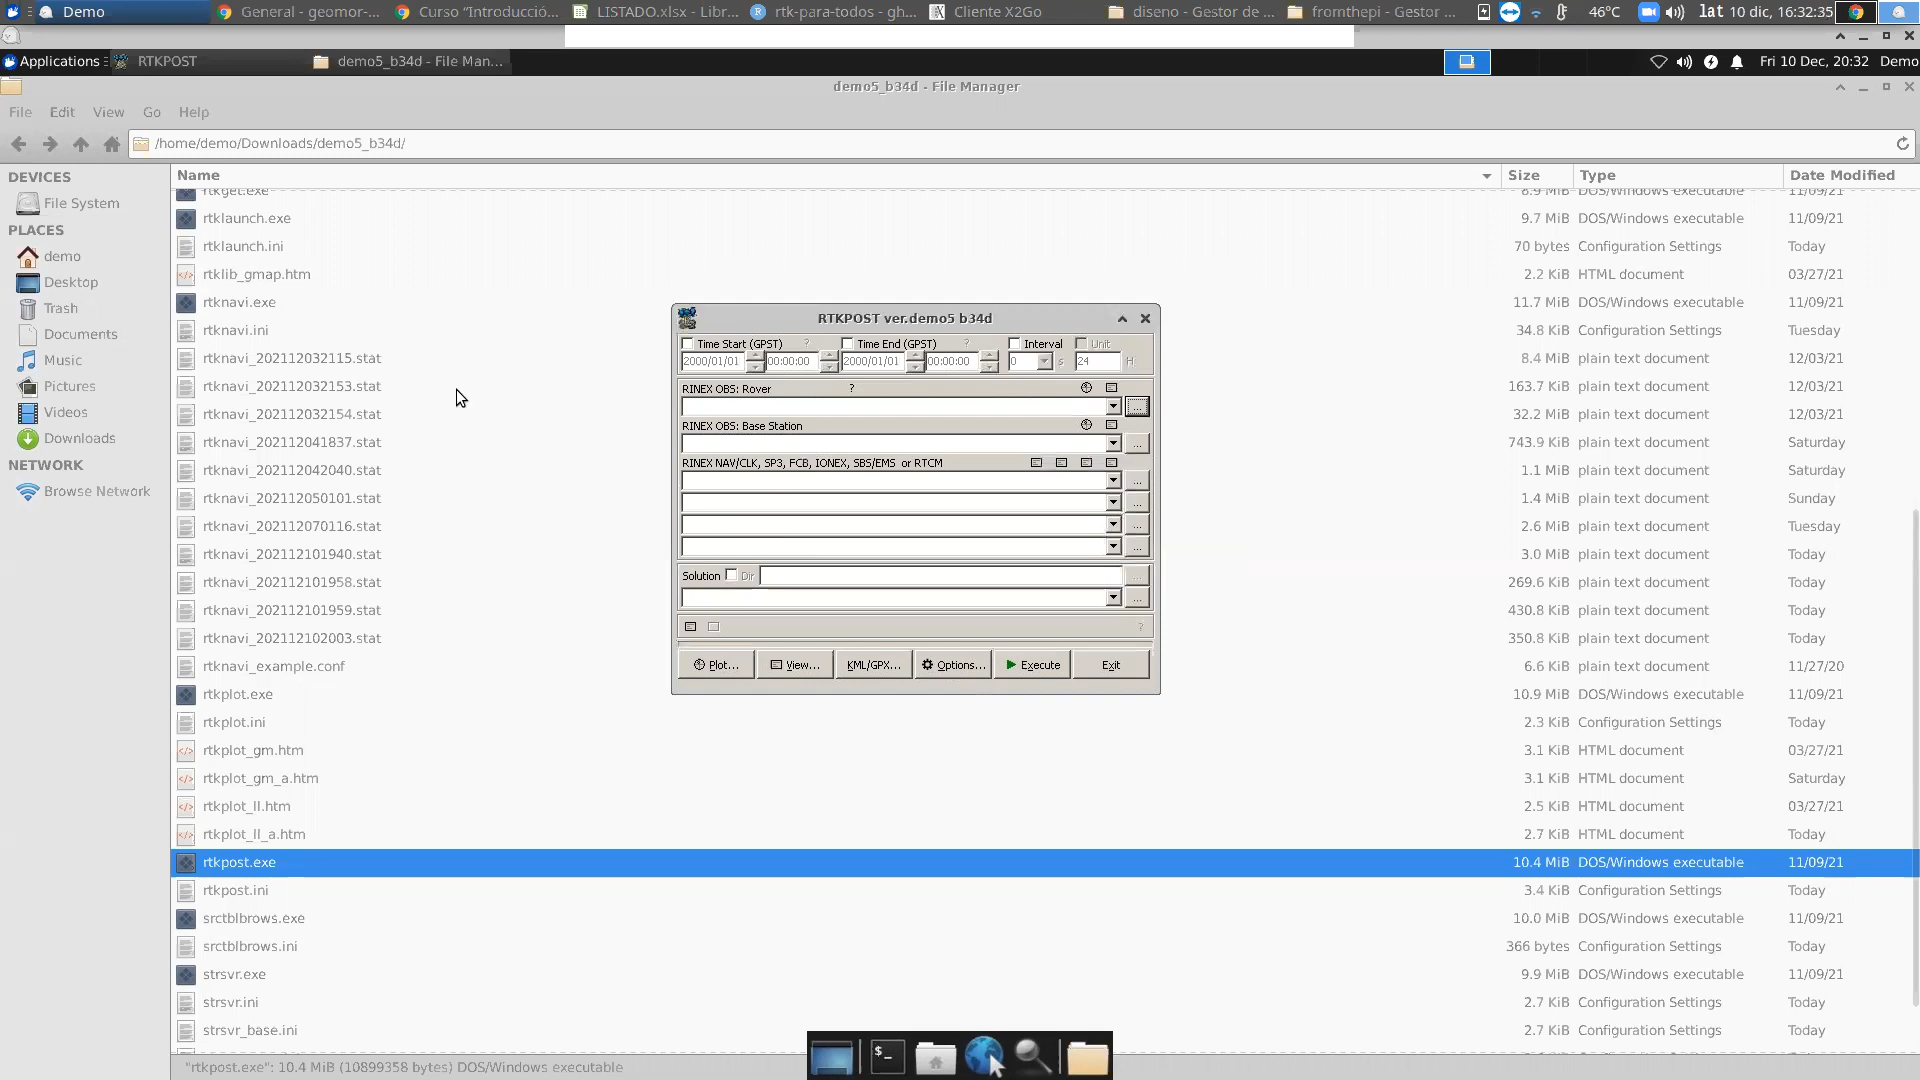 Demo
General - geomor-...
Curso "Introducció...
LISTADO.xlsx - Libr...
rtk-para-todos - gh...
Cliente X2Go
diseno - Gestor de ...
fromthepi - Gestor ...
46°C
lat 10 dic, 16:32:35
Applications
RTKPOST
demo5_b34d - File Man...
Fri 10 Dec, 20:32
Demo
demo5_b34d - File Manager
File Edit View Go Help
/home/demo/Downloads/demo5_b34d/
DEVICES
File System
PLACES
demo
Desktop
Trash
Documents
Music
Pictures
Videos
Downloads
NETWORK
Browse Network
Name Size Type Date Modified
rtkget.exe 8.9 MiB DOS/Windows executable 11/09/21
rtklaunch.exe 9.7 MiB DOS/Windows executable 11/09/21
rtklaunch.ini 70 bytes Configuration Settings Today
rtklib_gmap.htm 2.2 KiB HTML document 03/27/21
rtknavi.exe 11.7 MiB DOS/Windows executable 11/09/21
rtknavi.ini 34.8 KiB Configuration Settings Tuesday
rtknavi_202112032115.stat 8.4 MiB plain text document 12/03/21
rtknavi_202112032153.stat 163.7 KiB plain text document 12/03/21
rtknavi_202112032154.stat 32.2 MiB plain text document 12/03/21
rtknavi_202112041837.stat 743.9 KiB plain text document Saturday
rtknavi_202112042040.stat 1.1 MiB plain text document Saturday
rtknavi_202112050101.stat 1.4 MiB plain text document Sunday
rtknavi_202112070116.stat 2.6 MiB plain text document Tuesday
rtknavi_202112101940.stat 3.0 MiB plain text document Today
rtknavi_202112101958.stat 269.6 KiB plain text document Today
rtknavi_202112101959.stat 430.8 KiB plain text document Today
rtknavi_202112102003.stat 350.8 KiB plain text document Today
rtknavi_example.conf 6.6 KiB plain text document 11/27/20
rtkplot.exe 10.9 MiB DOS/Windows executable 11/09/21
rtkplot.ini 2.3 KiB Configuration Settings Today
rtkplot_gm.htm 3.1 KiB HTML document 03/27/21
rtkplot_gm_a.htm 3.1 KiB HTML document Saturday
rtkplot_ll.htm 2.5 KiB HTML document 03/27/21
rtkplot_ll_a.htm 2.7 KiB HTML document Today
rtkpost.exe 10.4 MiB DOS/Windows executable 11/09/21
rtkpost.ini 3.4 KiB Configuration Settings Today
srctblbrows.exe 10.0 MiB DOS/Windows executable 11/09/21
srctblbrows.ini 366 bytes Configuration Settings Today
strsvr.exe 9.9 MiB DOS/Windows executable 11/09/21
strsvr.ini 2.7 KiB Configuration Settings Today
strsvr_base.ini 2.7 KiB Configuration Settings Today
"rtkpost.exe": 10.4 MiB (10899358 bytes) DOS/Windows executable
RTKPOST ver.demo5 b34d
Time Start (GPST) ? Time End (GPST) ? Interval Unit
2000/01/01 00:00:00 2000/01/01 00:00:00 0 s 24 H
RINEX OBS: Rover ?
...
RINEX OBS: Base Station
...
RINEX NAV/CLK, SP3, FCB, IONEX, SBS/EMS or RTCM
...
...
...
...
Solution Dir ...
...
?
Plot... View... KML/GPX... Options... Execute Exit